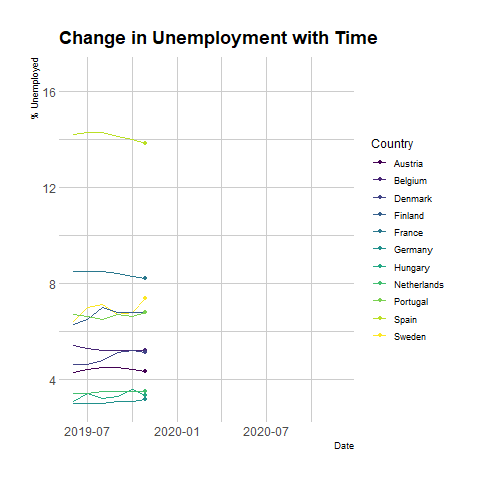 Change in Unemployment with Time
% Unemployed
16
12
8
4
2019-07
2020-01
2020-07
Date
Country
Austria
Belgium
Denmark
Finland
France
Germany
Hungary
Netherlands
Portugal
Spain
Sweden